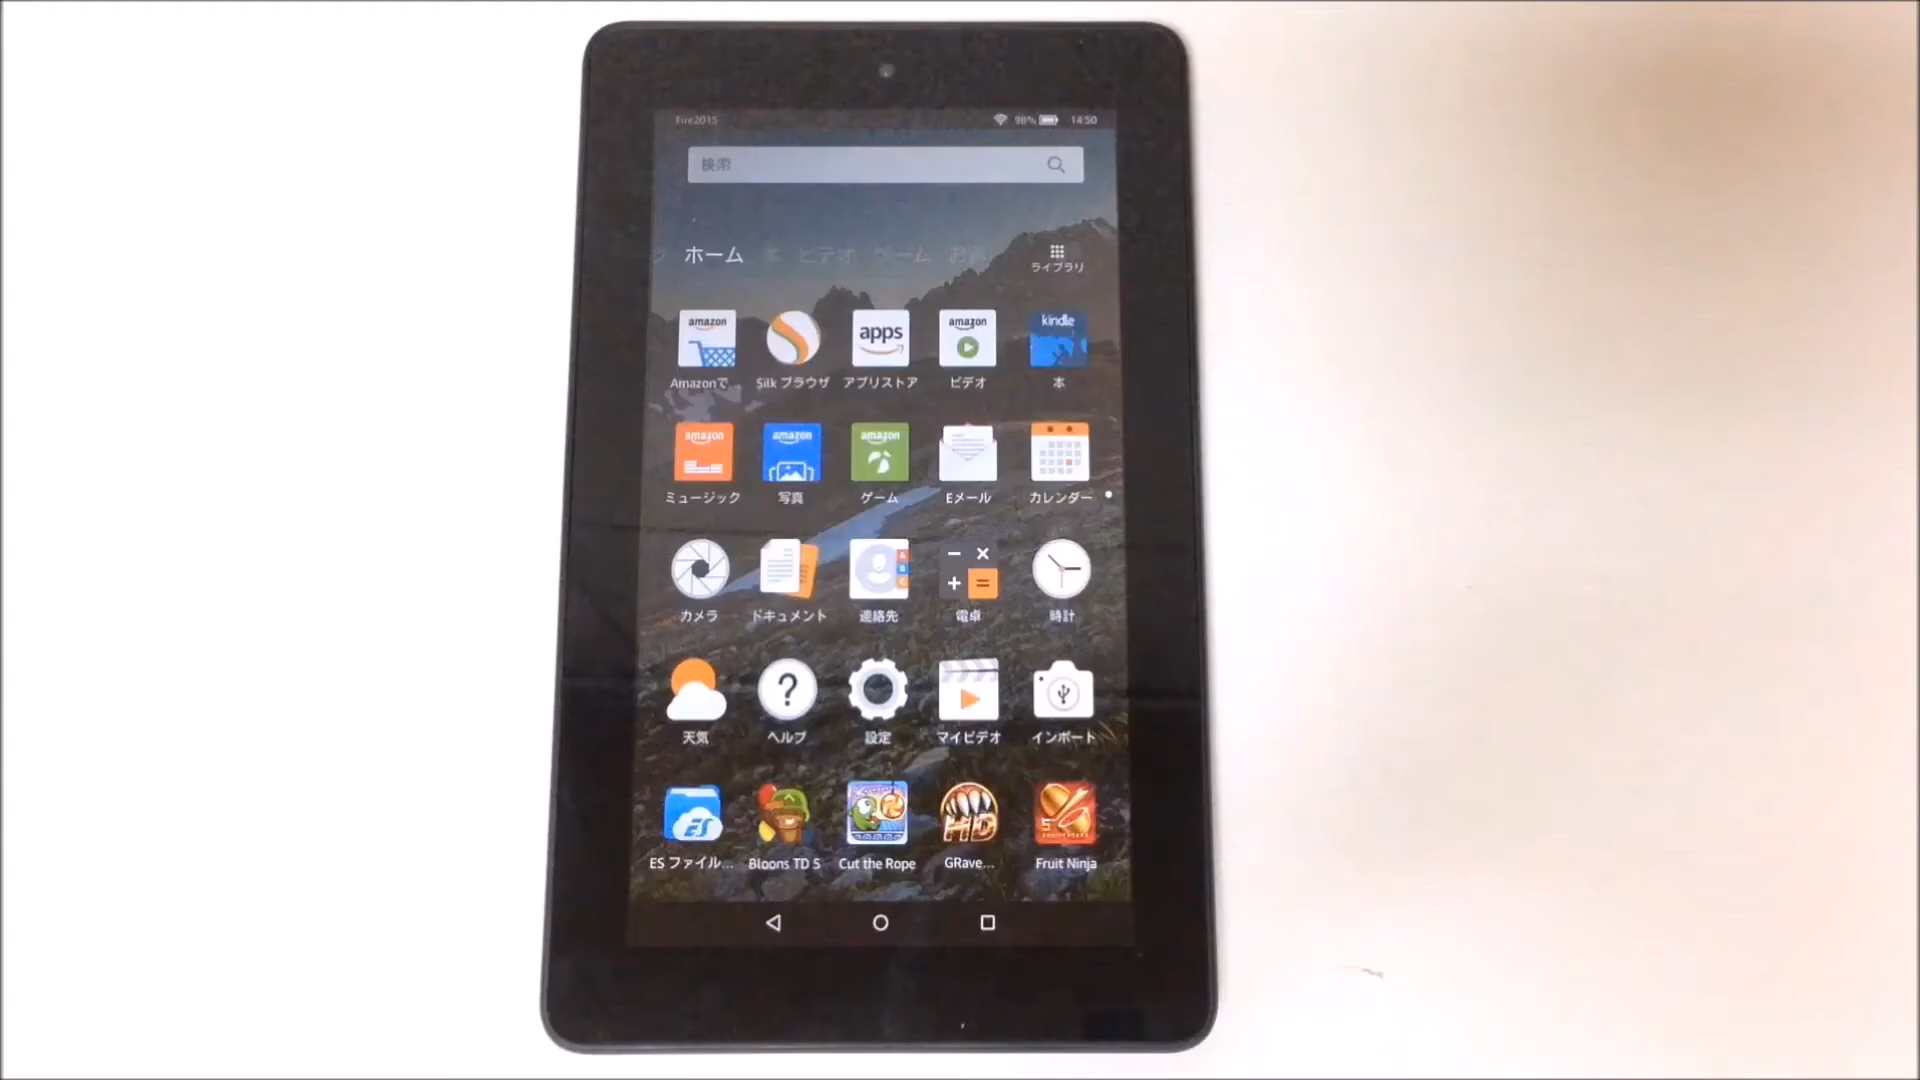 Fire2015 98% 14:50
検索
ホーム 本 ビデオ ゲーム お買
ライブラリ
amazon apps amazon kindle
Amazonで... Silk ブラウザ アプリストア ビデオ 本
amazon amazon amazon
ミュージック 写真 ゲーム Eメール カレンダー
A
B
C
カメラ ドキュメント 連絡先 電卓 時計
天気 ヘルプ 設定 マイビデオ インポート
ES HD 5
ES ファイル... Bloons TD 5 Cut the Rope GRave... Fruit Ninja